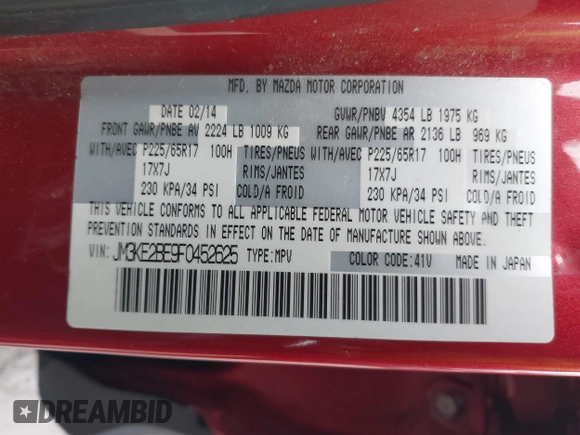 MFD. BY MAZDA MOTOR CORPORATION
DATE 02/14 GVWR/PNBV 4354 LB 1975 KG
FRONT GAWR/PNBE AV 2224 LB 1009 KG REAR GAWR/PNBE AR 2136 LB 969 KG
WITH/AVEC P225/65R17 100H TIRES/PNEUS WITH/AVEC P225/65R17 100H TIRES/PNEUS
17X7J RIMS/JANTES 17X7J RIMS/JANTES
230 KPA/34 PSI COLD/A FROID 230 KPA/34 PSI COLD/A FROID
THIS VEHICLE CONFORMS TO ALL APPLICABLE FEDERAL MOTOR VEHICLE SAFETY AND THEFT
PREVENTION STANDARDS IN EFFECT ON THE DATE OF MANUFACTURE SHOWN ABOVE.
VIN: JM3KE2BE9F0452625 TYPE: MPV COLOR CODE: 41V MADE IN JAPAN
DREAMBID